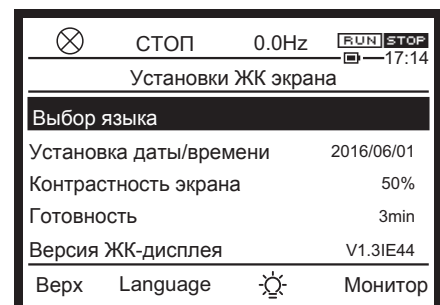 СТОП 0.0Hz RUN STOP
17:14
Установки ЖК экрана
Выбор языка
Установка даты/времени 2016/06/01
Контрастность экрана 50%
Готовность 3min
Версия ЖК-дисплея V1.3IE44
Верх Language Монитор